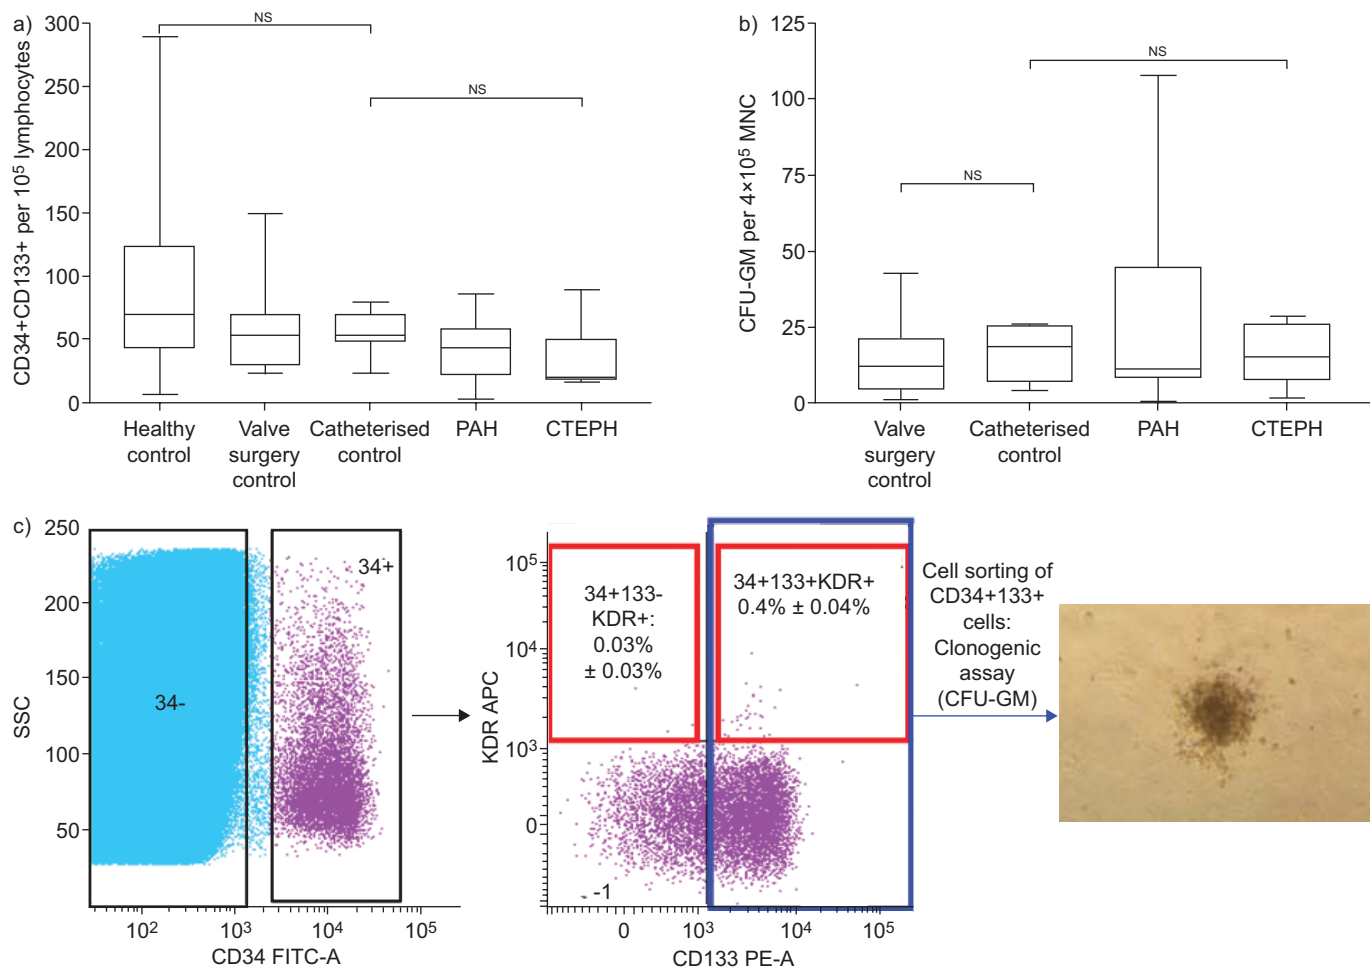 a)
CD34+CD133+ per 10⁵ lymphocytes
300
250
200
150
100
50
0
NS
NS
Healthy
control
Valve
surgery
control
Catheterised
control
PAH
CTEPH
b)
CFU-GM per 4×10⁵ MNC
125
100
75
50
25
0
NS
NS
Valve
surgery
control
Catheterised
control
PAH
CTEPH
c)
SSC
250
200
150
100
50
34-
34+
10²
10³
10⁴
10⁵
CD34 FITC-A
KDR APC
10⁵
10⁴
10³
0
34+133-
KDR+:
0.03%
± 0.03%
34+133+KDR+
0.4% ± 0.04%
-1
0
10³
10⁴
10⁵
CD133 PE-A
Cell sorting of
CD34+133+
cells:
Clonogenic
assay
(CFU-GM)